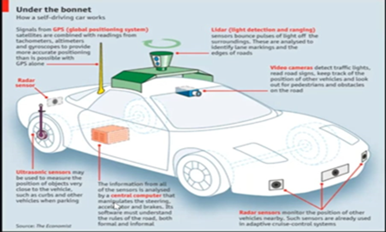 Under the bonnet
How a self-driving car works
Signals from GPS (global positioning system)
satellites are combined with readings from
tachometers, altimeters
and gyroscopes to provide
more accurate positioning
than is possible with
GPS alone
Lidar (light detection and ranging)
sensors bounce pulses of light off the
surroundings. These are analysed to
identify lane markings and the
edges of roads
Video cameras detect traffic lights,
read road signs, keep track of the
position of other vehicles and look
out for pedestrians and obstacles
on the road
Radar
sensor
Ultrasonic sensors may
be used to measure the
position of objects very
close to the vehicle,
such as curbs and other
vehicles when parking
The information from all
of the sensors is analysed
by a central computer that
manipulates the steering,
accelerator and brakes. Its
software must understand
the rules of the road, both
formal and informal
Radar sensors monitor the position of other
vehicles nearby. Such sensors are already used
in adaptive cruise-control systems
Source: The Economist